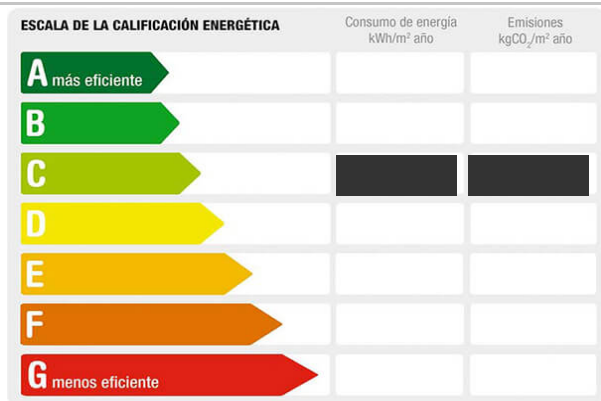 ESCALA DE LA CALIFICACIÓN ENERGÉTICA
Consumo de energía
kWh/m² año
Emisiones
kgCO₂/m² año
A más eficiente
B
C
D
E
F
G menos eficiente